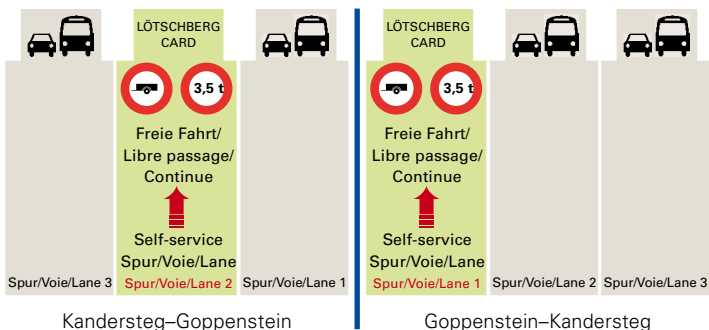 LÖTSCHBERG
CARD
3,5 t
Freie Fahrt/
Libre passage/
Continue
Self-service
Spur/Voie/Lane
Spur/Voie/Lane 3
Spur/Voie/Lane 2
Spur/Voie/Lane 1
Kandersteg–Goppenstein
LÖTSCHBERG
CARD
3,5 t
Freie Fahrt/
Libre passage/
Continue
Self-service
Spur/Voie/Lane
Spur/Voie/Lane 1
Spur/Voie/Lane 2
Spur/Voie/Lane 3
Goppenstein–Kandersteg